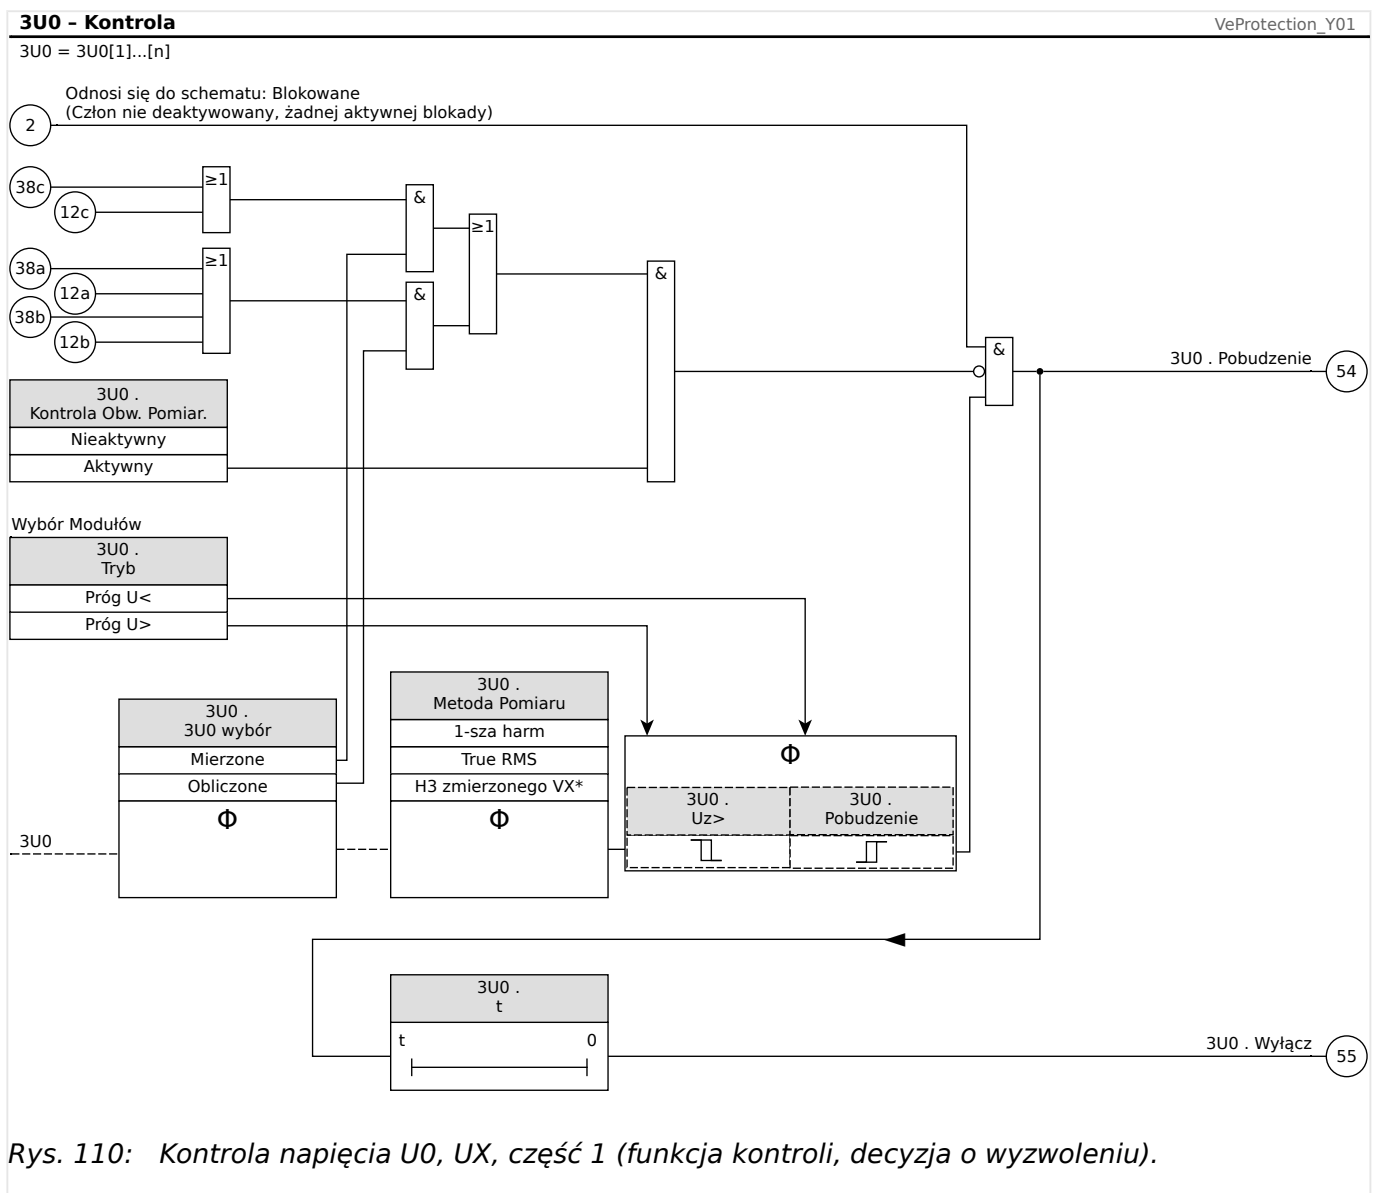 3U0 – Kontrola
VeProtection_Y01
3U0 = 3U0[1]...[n]
Odnosi się do schematu: Blokowane
(Człon nie deaktywowany, żadnej aktywnej blokady)
2
38c
12c
≥1
&
≥1
38a
12a
38b
12b
≥1
&
&
&
3U0 . Pobudzenie
54
3U0 .
Kontrola Obw. Pomiar.
Nieaktywny
Aktywny
Wybór Modułów
3U0 .
Tryb
Próg U<
Próg U>
3U0 .
3U0 wybór
Mierzone
Obliczone
Φ
3U0
3U0 .
Metoda Pomiaru
1-sza harm
True RMS
H3 zmierzonego VX*
Φ
Φ
3U0 .
Uz>
3U0 .
Pobudzenie
3U0 .
t
t 0
3U0 . Wyłącz
55
Rys. 110: Kontrola napięcia U0, UX, część 1 (funkcja kontroli, decyzja o wyzwoleniu).